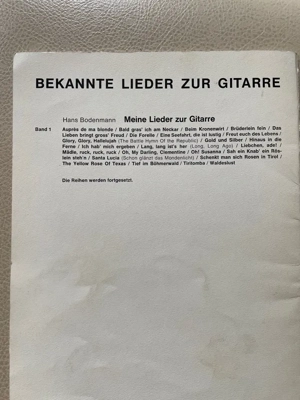 BEKANNTE LIEDER ZUR GITARRE
Hans Bodenmann Meine Lieder zur Gitarre
Band 1 Auprès de ma blonde / Bald gras' ich am Neckar / Beim Kronenwirt / Brüderlein fein / Das
Lieben bringt gross' Freud / Die Forelle / Eine Seefahrt, die ist lustig / Freut euch des Lebens /
Glory, Glory, Hallelujah (The Battle Hymn Of the Republic) / Gold und Silber / Hinaus in die
Ferne / Ich hab' mich ergeben / Lang, lang ist's her (Long, Long Ago) / Liebchen, ade! /
Mädle, ruck, ruck, ruck / Oh, My Darling, Clementine / Oh! Susanna / Sah ein Knab' ein Rös-
lein steh'n / Santa Lucia (Schon glänzt das Mondenlicht) / Schenkt man sich Rosen in Tirol /
The Yellow Rose Of Texas / Tief im Böhmerwald / Tiritomba / Waldeslust
Die Reihen werden fortgesetzt.